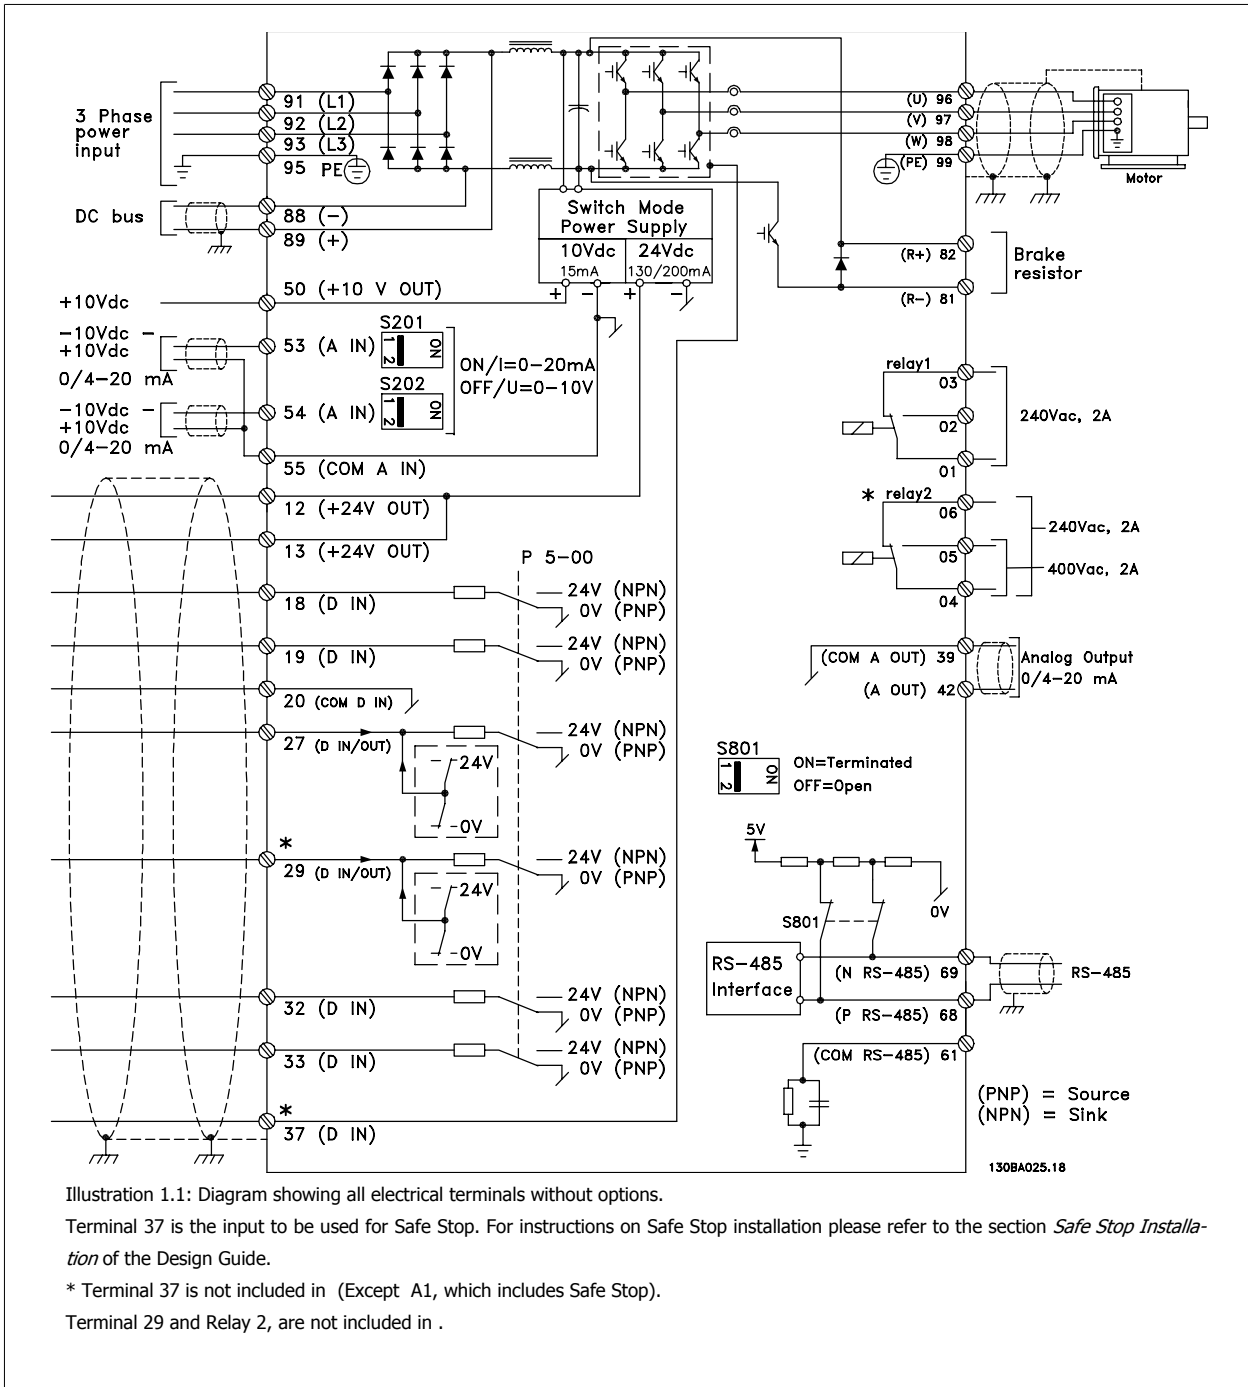 3 Phase
power
input
91 (L1)
92 (L2)
93 (L3)
95 PE
DC bus
88 (−)
89 (+)
+10Vdc
50 (+10 V OUT)
−10Vdc −
+10Vdc
0/4−20 mA
53 (A IN)
S201
1 2
ON
−10Vdc −
+10Vdc
0/4−20 mA
54 (A IN)
S202
1 2
ON
ON/I=0−20mA
OFF/U=0−10V
55 (COM A IN)
12 (+24V OUT)
13 (+24V OUT)
Switch Mode
Power Supply
10Vdc
15mA
24Vdc
130/200mA
+ − + −
P 5-00
18 (D IN)
24V (NPN)
0V (PNP)
19 (D IN)
24V (NPN)
0V (PNP)
20 (COM D IN)
27 (D IN/OUT)
24V (NPN)
0V (PNP)
24V
0V
*
29 (D IN/OUT)
24V (NPN)
0V (PNP)
24V
0V
32 (D IN)
24V (NPN)
0V (PNP)
33 (D IN)
24V (NPN)
0V (PNP)
*
37 (D IN)
(U) 96
(V) 97
(W) 98
(PE) 99
Motor
(R+) 82
(R−) 81
Brake
resistor
relay1
03
02
01
240Vac, 2A
* relay2
06
05
04
240Vac, 2A
400Vac, 2A
(COM A OUT) 39
(A OUT) 42
Analog Output
0/4−20 mA
S801
1 2
ON
ON=Terminated
OFF=Open
5V
0V
S801
RS-485
Interface
(N RS-485) 69
(P RS-485) 68
RS-485
(COM RS-485) 61
(PNP) = Source
(NPN) = Sink
130BA025.18
Illustration 1.1: Diagram showing all electrical terminals without options.
Terminal 37 is the input to be used for Safe Stop. For instructions on Safe Stop installation please refer to the section Safe Stop Installa-
tion of the Design Guide.
* Terminal 37 is not included in (Except A1, which includes Safe Stop).
Terminal 29 and Relay 2, are not included in .